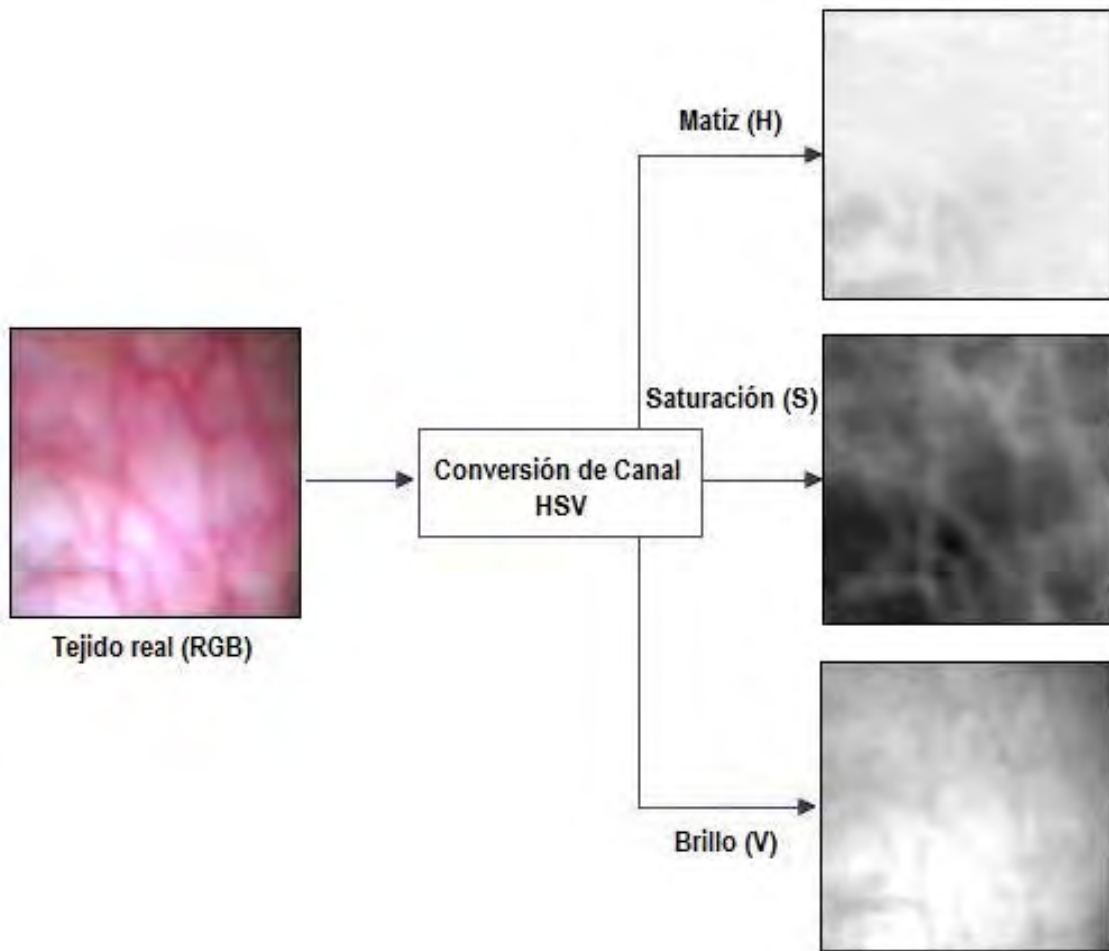 Matiz (H)
Saturación (S)
Conversión de Canal
HSV
Tejido real (RGB)
Brillo (V)